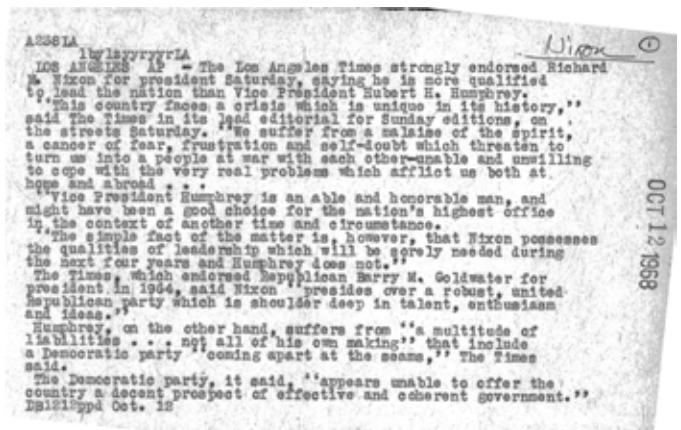 A238LA
Nixon 1
lbylzyyryyrLA
LOS ANGELES AP - The Los Angeles Times strongly endorsed Richard
M. Nixon for president Saturday, saying he is more qualified
to lead the nation than Vice President Hubert H. Humphrey.
''This country faces a crisis which is unique in its history,''
said The Times in its lead editorial for Sunday editions, on
the streets Saturday. ''We suffer from a malaise of the spirit,
a cancer of fear, frustration and self-doubt which threaten to
turn us into a people at war with each other-unable and unwilling
to cope with the very real problems which afflict us both at
home and abroad . . .
''Vice President Humphrey is an able and honorable man, and
might have been a good choice for the nation's highest office
in the context of another time and circumstance.
''The simple fact of the matter is, however, that Nixon possesses
the qualities of leadership which will be sorely needed during
the next four years and Humphrey does not.''
The Times, which endorsed Republican Barry M. Goldwater for
president in 1964, said Nixon ''presides over a robust, united
Republican party which is shoulder deep in talent, enthusiasm
and ideas.''
Humphrey, on the other hand, suffers from ''a multitude of
liabilities . . . not all of his own making'' that include
a Democratic party ''coming apart at the seams,'' The Times
said.
The Democratic party, it said, ''appears unable to offer the
country a decent prospect of effective and coherent government.''
DB1212ppd Oct. 12
OCT 12 1968